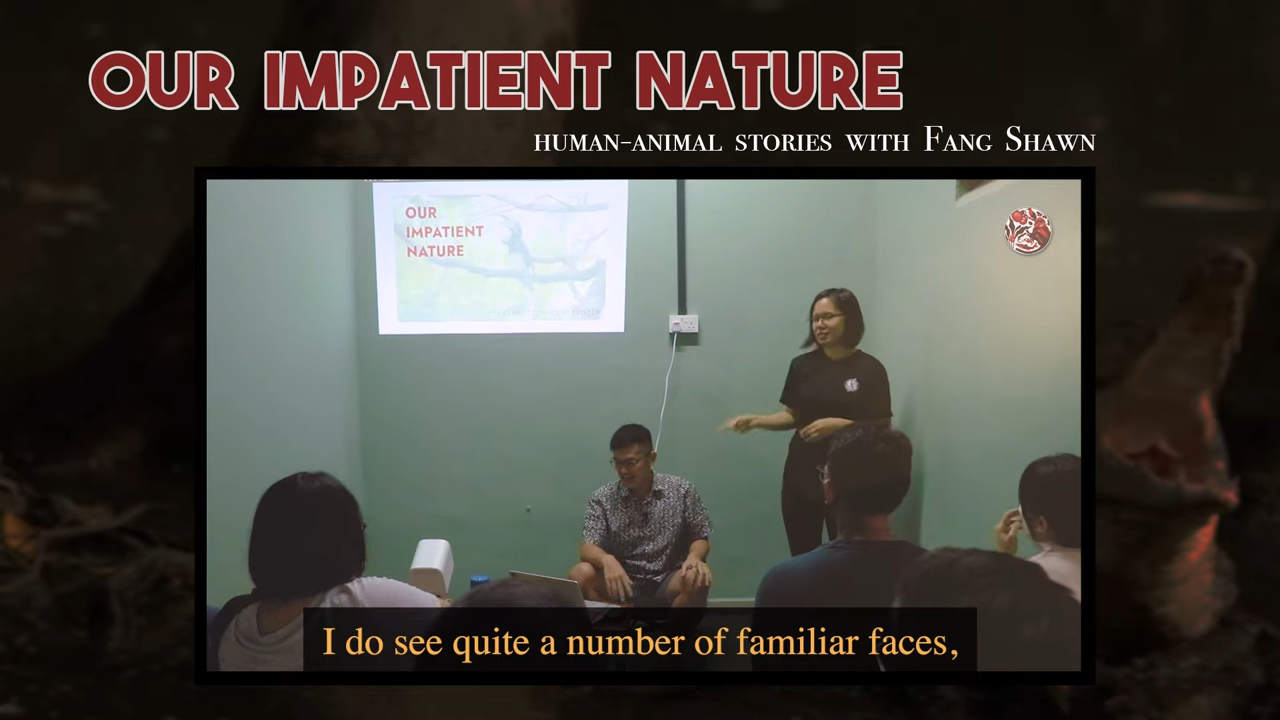 OUR IMPATIENT NATURE
HUMAN-ANIMAL STORIES WITH FANG SHAWN
OUR
IMPATIENT
NATURE
I do see quite a number of familiar faces,